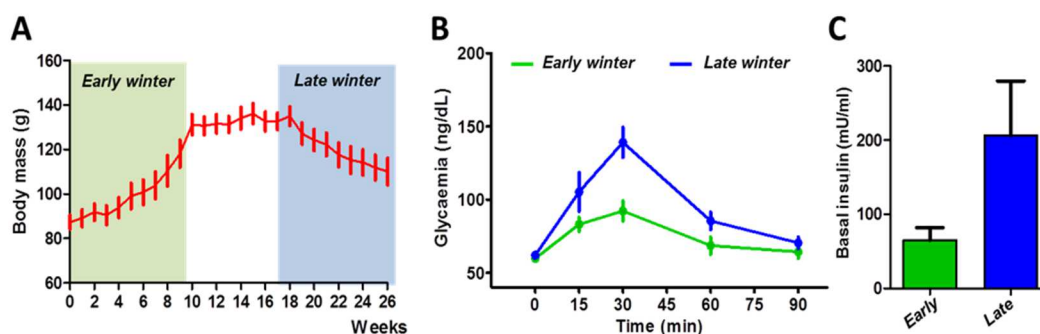 A
Body mass (g)
160
140
120
100
80
60
Early winter
Late winter
0 2 4 6 8 10 12 14 16 18 20 22 24 26
Weeks
B
Glycaemia (ng/dL)
200
150
100
50
Early winter
Late winter
0 15 30 45 60 75 90
Time (min)
C
Basal insulin (mU/ml)
300
200
100
0
Early
Late